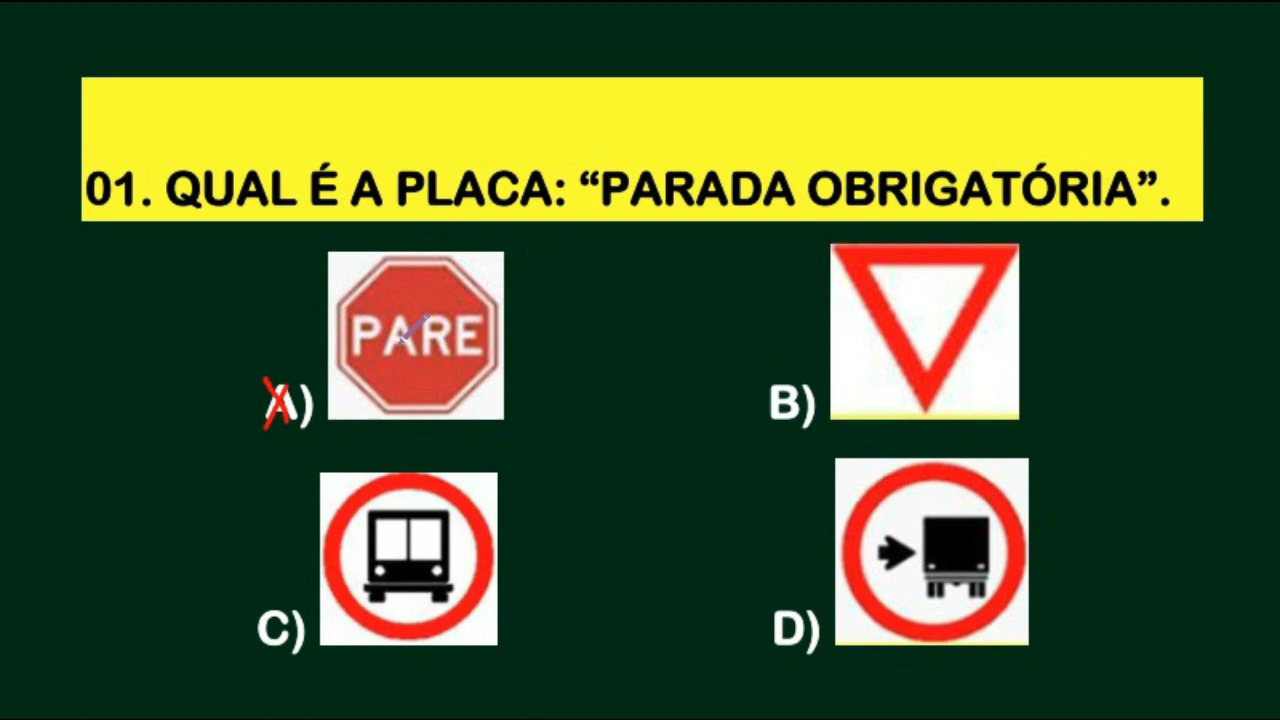 01. QUAL É A PLACA: “PARADA OBRIGATÓRIA”.
PARE
A)
B)
C)
D)